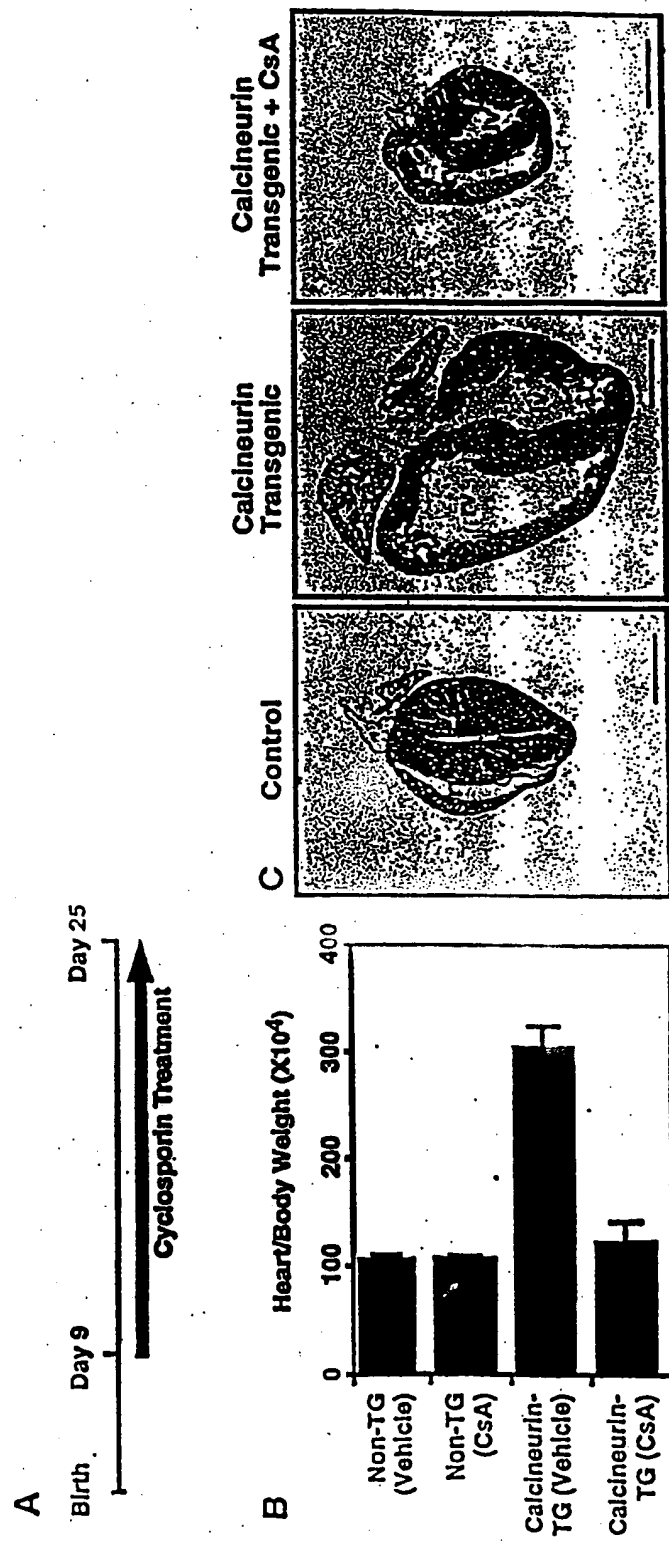 A
Birth
Day 9
Day 25
Cyclosporin Treatment
B
Heart/Body Weight (X10⁴)
0
100
200
300
400
Non-TG
(Vehicle)
Non-TG
(CsA)
Calcineurin-
TG (Vehicle)
Calcineurin-
TG (CsA)
C
Control
Calcineurin
Transgenic
Calcineurin
Transgenic + CsA